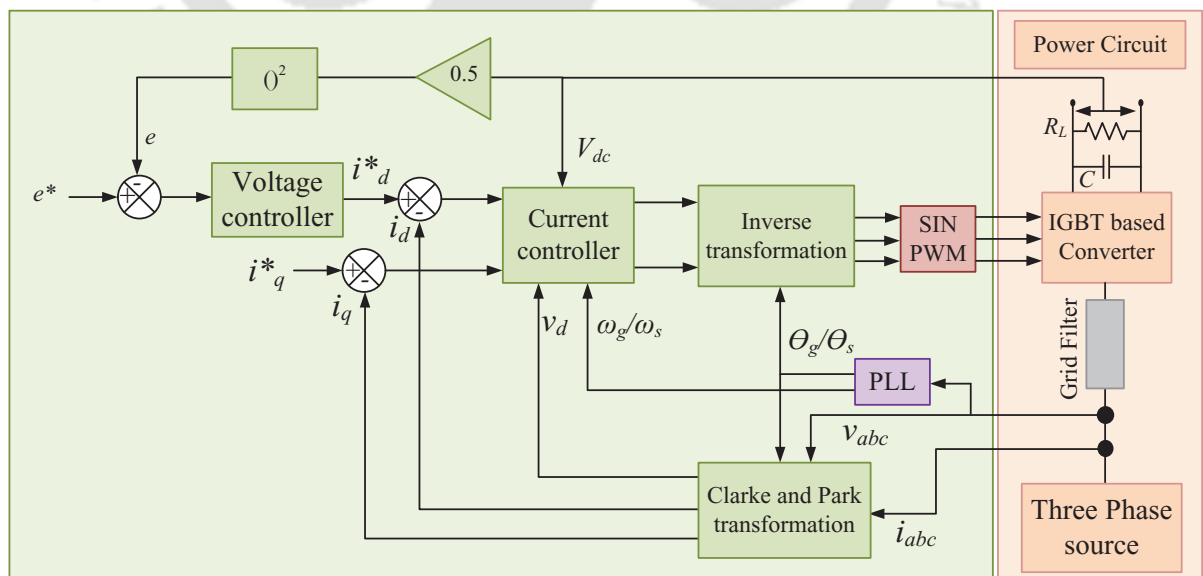 Power Circuit
()²
0.5
e
V_dc
R_L
C
e*
Voltage
controller
i*_d
i_d
Current
controller
Inverse
transformation
SIN
PWM
IGBT based
Converter
i*_q
i_q
v_d
ω_g/ω_s
Θ_g/Θ_s
PLL
Grid Filter
v_abc
Clarke and Park
transformation
i_abc
Three Phase
source